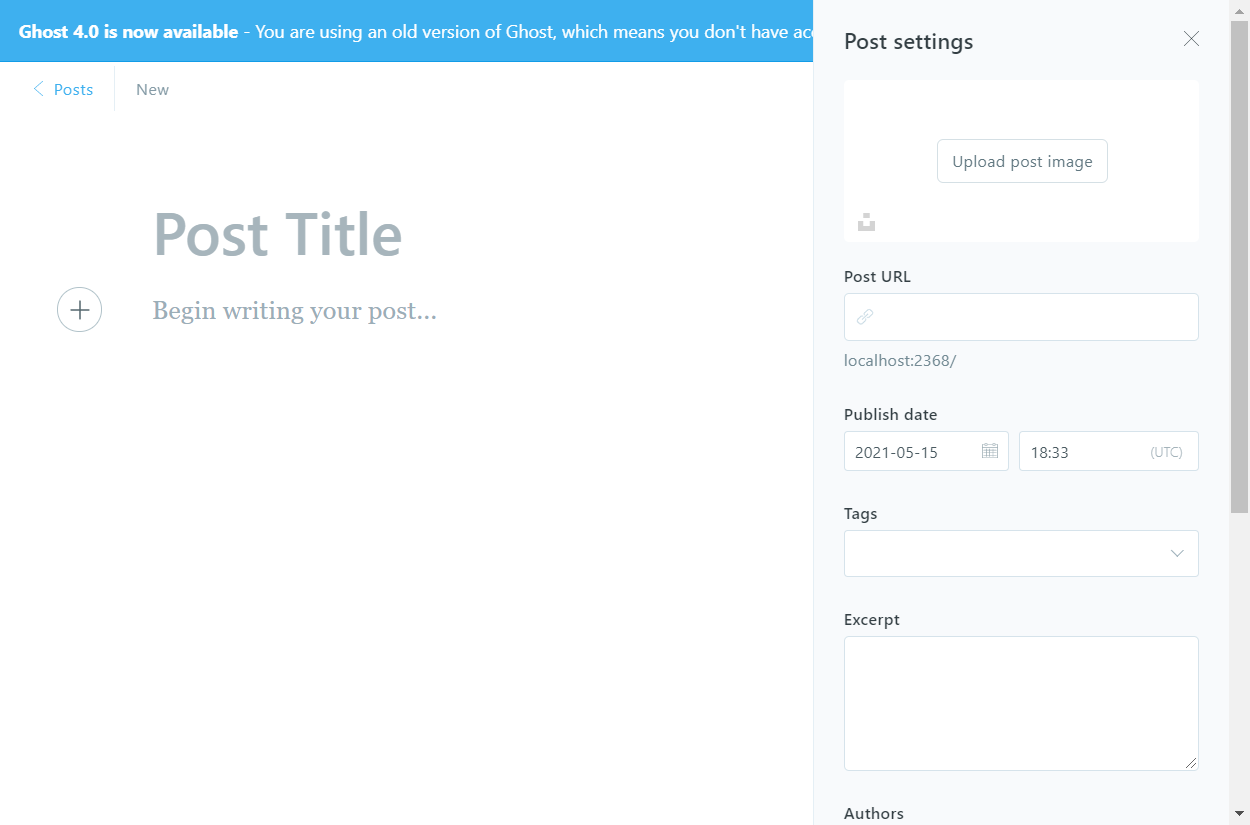 Ghost 4.0 is now available - You are using an old version of Ghost, which means you don't have
Post settings
Posts
New
Upload post image
Post Title
Begin writing your post...
Post URL
localhost:2368/
Publish date
2021-05-15
18:33
(UTC)
Tags
Excerpt
Authors